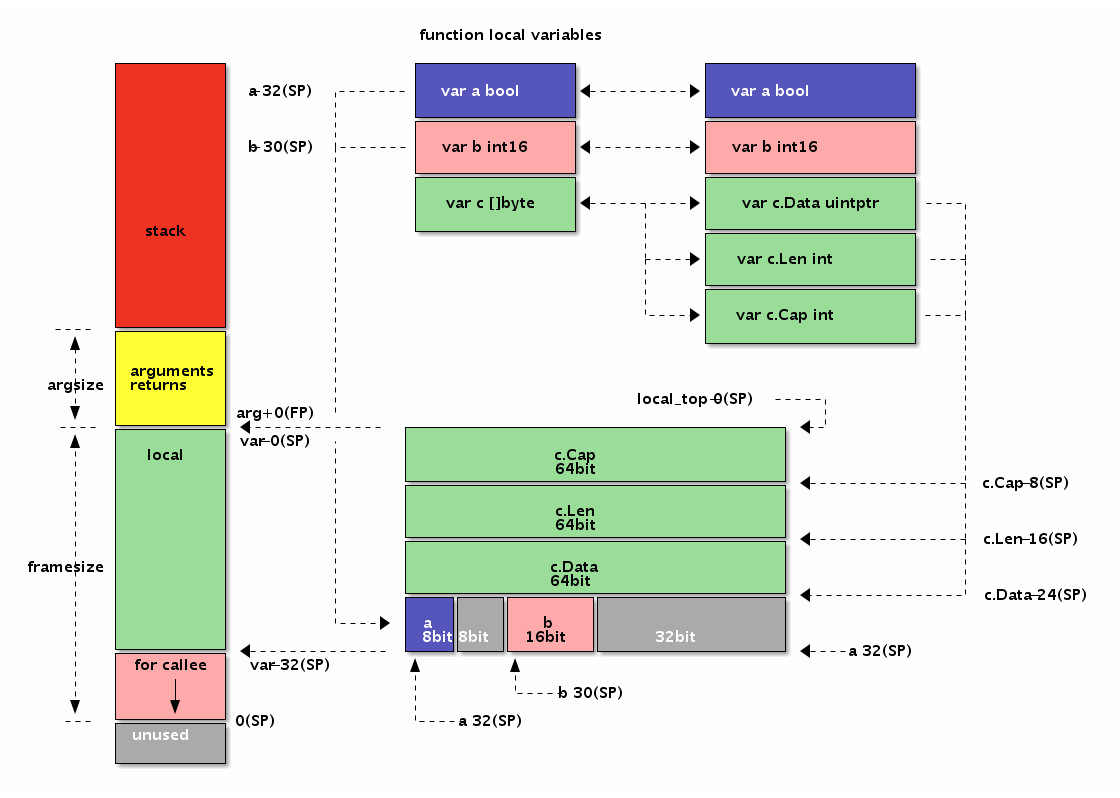 function local variables
a-32(SP)
var a bool
var a bool
b-30(SP)
var b int16
var b int16
var c []byte
var c.Data uintptr
stack
var c.Len int
var c.Cap int
arguments
returns
argsize
local_top-0(SP)
arg+0(FP)
var-0(SP)
local
c.Cap
64bit
c.Cap-8(SP)
c.Len
64bit
c.Len-16(SP)
framesize
c.Data
64bit
c.Data-24(SP)
a
8bit
8bit
b
16bit
32bit
a 32(SP)
for callee
var-32(SP)
b 30(SP)
a 32(SP)
0(SP)
unused